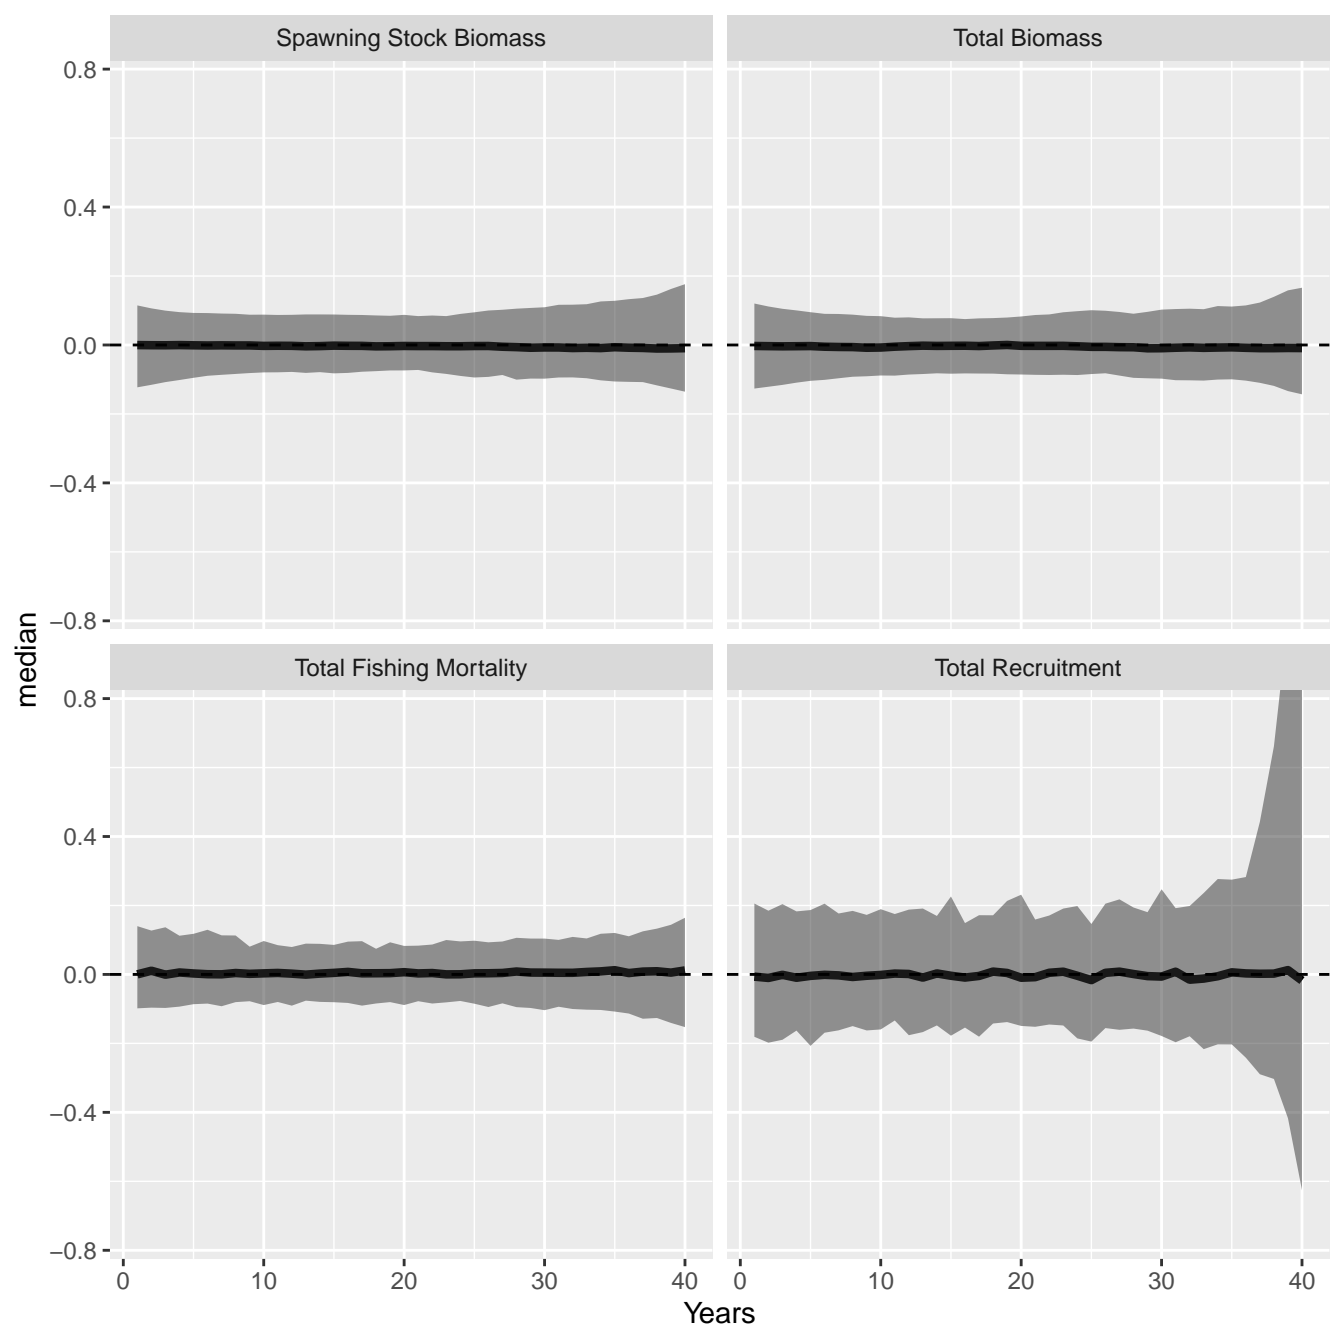 Spawning Stock Biomass
Total Biomass
0.8
0.4
0.0
−0.4
−0.8
median
Total Fishing Mortality
Total Recruitment
0.8
0.4
0.0
−0.4
−0.8
0 10 20 30 40
0 10 20 30 40
Years